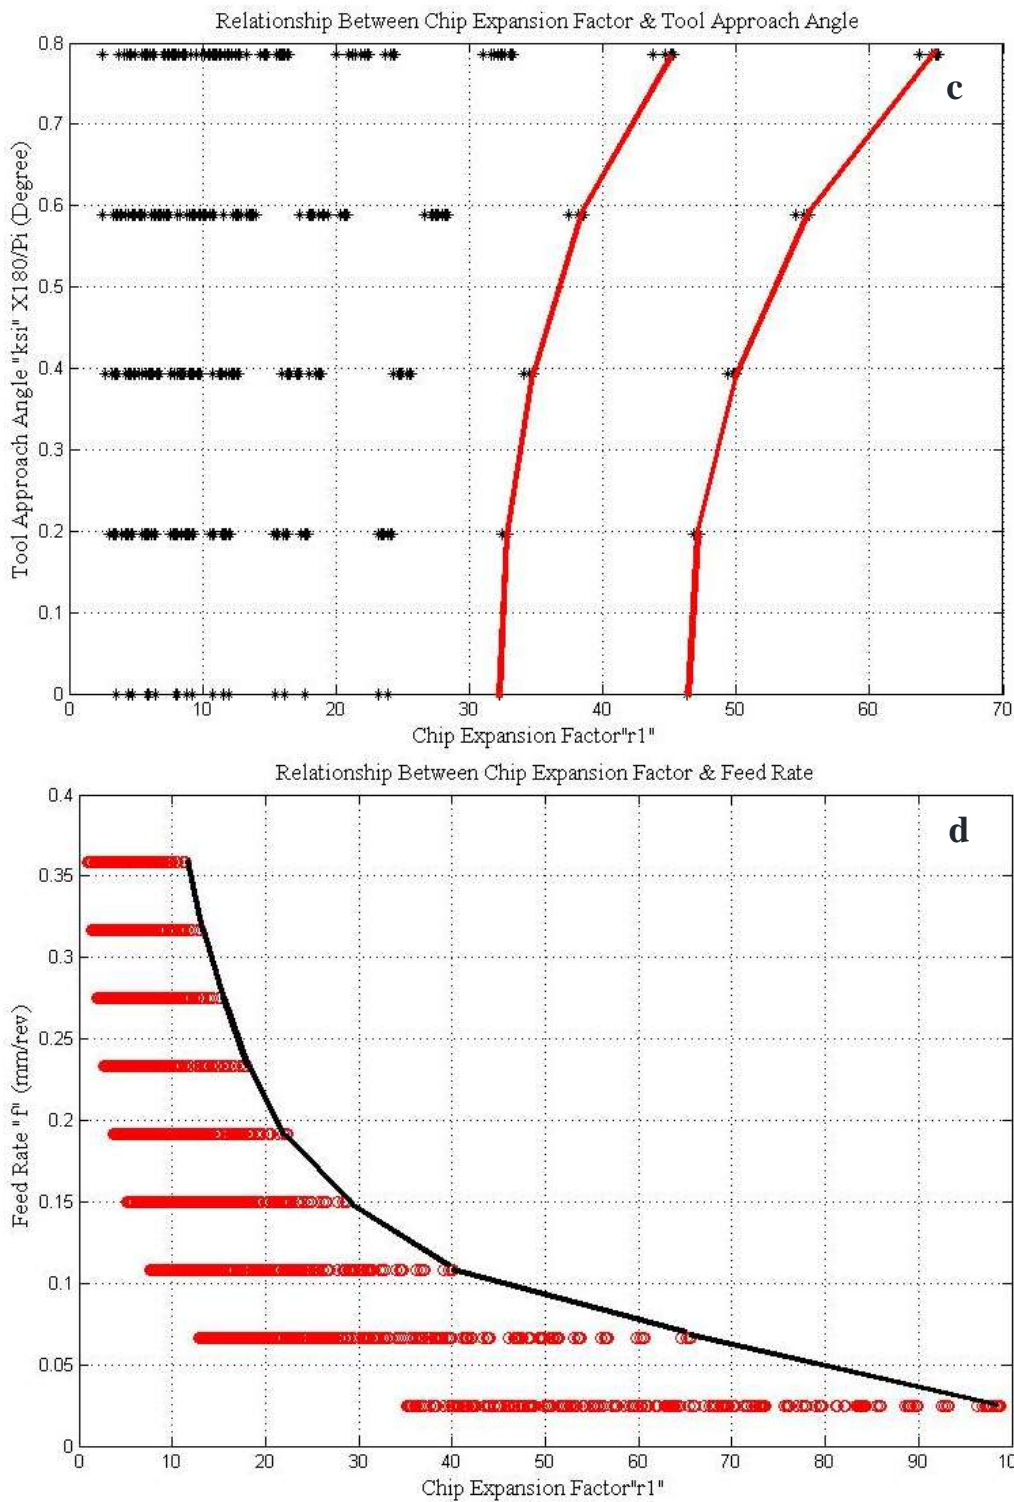 Relationship Between Chip Expansion Factor & Tool Approach Angle
c
Tool Approach Angle "ksi" X180/Pi (Degree)
0.8
0.7
0.6
0.5
0.4
0.3
0.2
0.1
0
0 10 20 30 40 50 60 70
Chip Expansion Factor"r1"
Relationship Between Chip Expansion Factor & Feed Rate
d
Feed Rate "f" (mm/rev)
0.4
0.35
0.3
0.25
0.2
0.15
0.1
0.05
0
0 10 20 30 40 50 60 70 80 90 10
Chip Expansion Factor"r1"